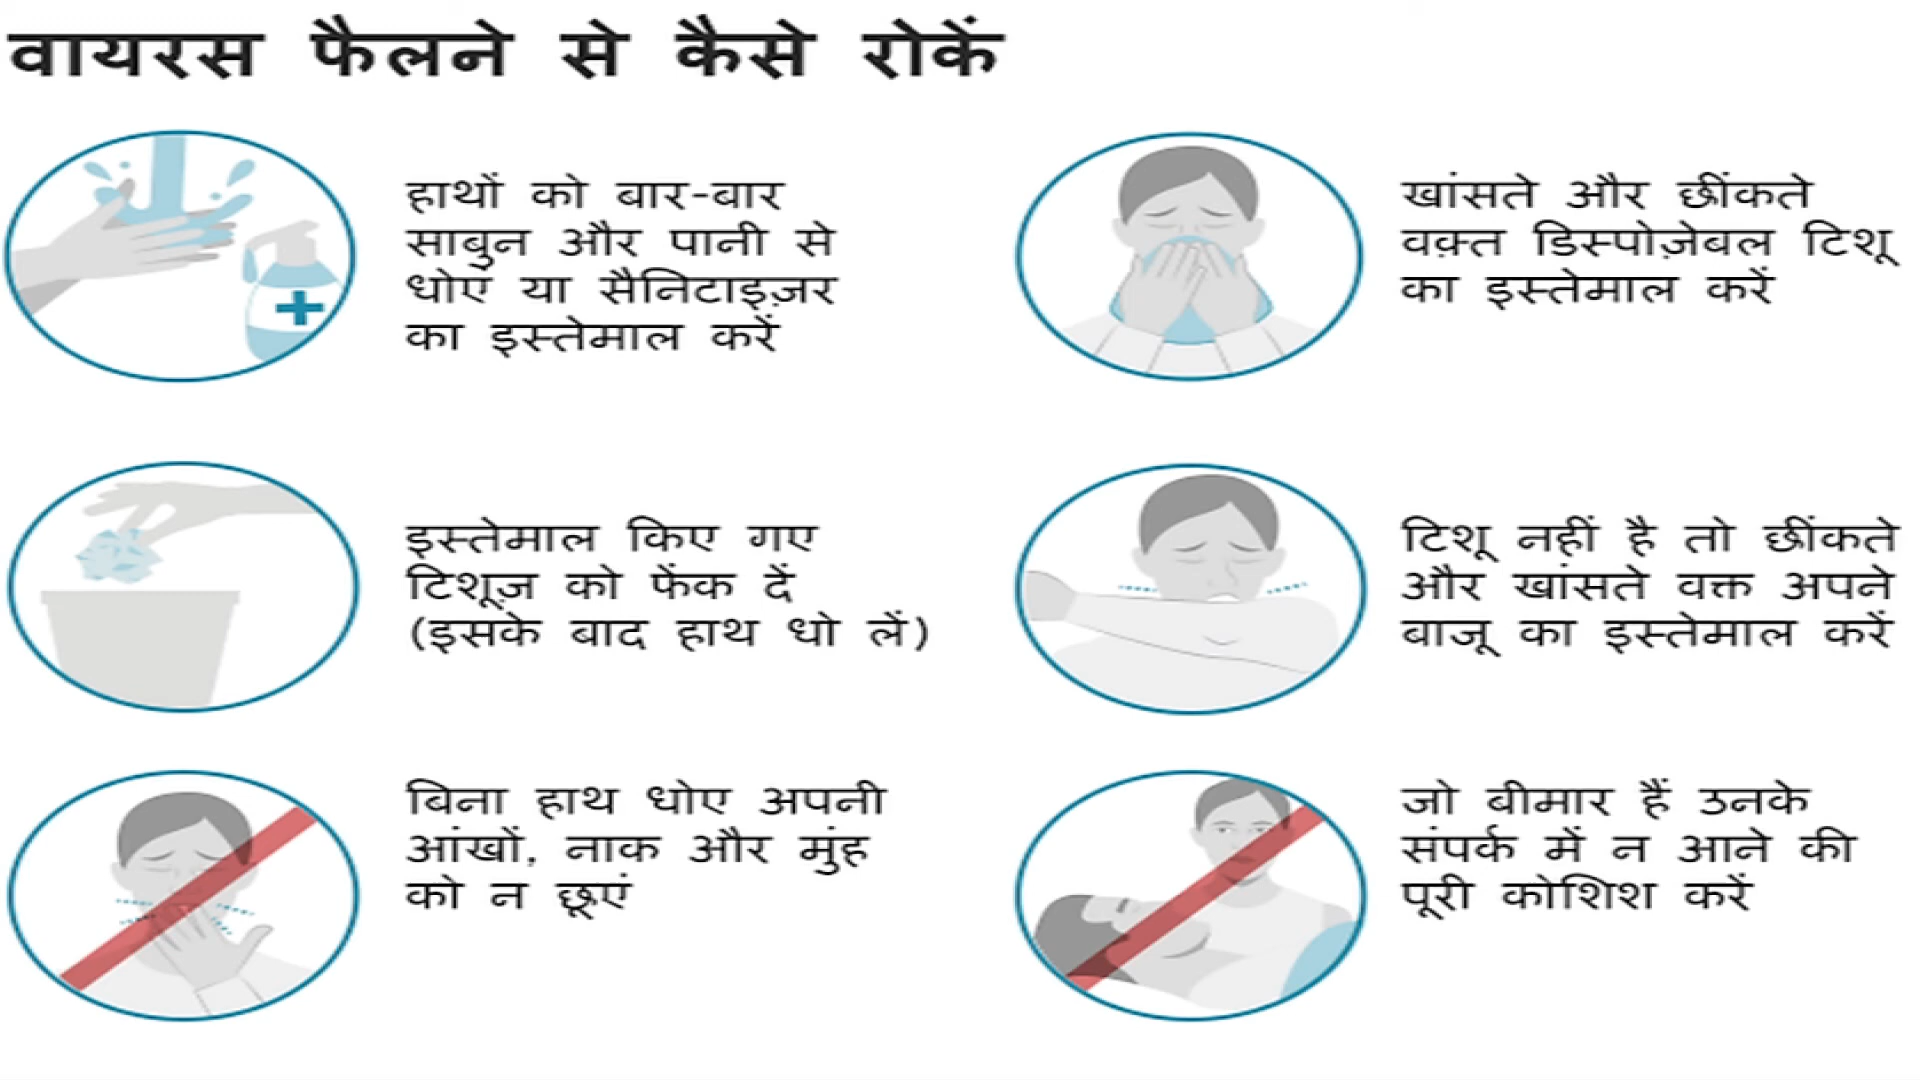 वायरस फैलने से कैसे रोकें
हाथों को बार-बार
साबुन और पानी से
धोएं या सैनिटाइज़र
का इस्तेमाल करें
खांसते और छींकते
वक़्त डिस्पोज़ेबल टिशू
का इस्तेमाल करें
इस्तेमाल किए गए
टिशूज़ को फेंक दें
(इसके बाद हाथ धो लें)
टिशू नहीं है तो छींकते
और खांसते वक्त अपने
बाजू का इस्तेमाल करें
बिना हाथ धोए अपनी
आंखों, नाक और मुंह
को न छूएं
जो बीमार हैं उनके
संपर्क में न आने की
पूरी कोशिश करें